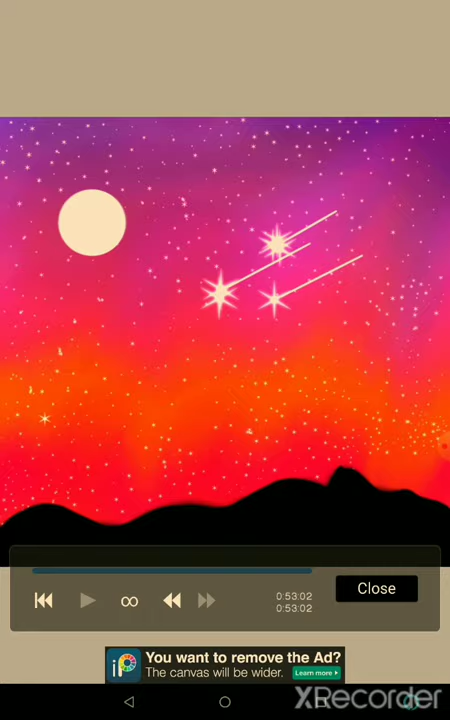 Close
0:53:02
0:53:02
You want to remove the Ad?
The canvas will be wider.
Learn more
XRecorder